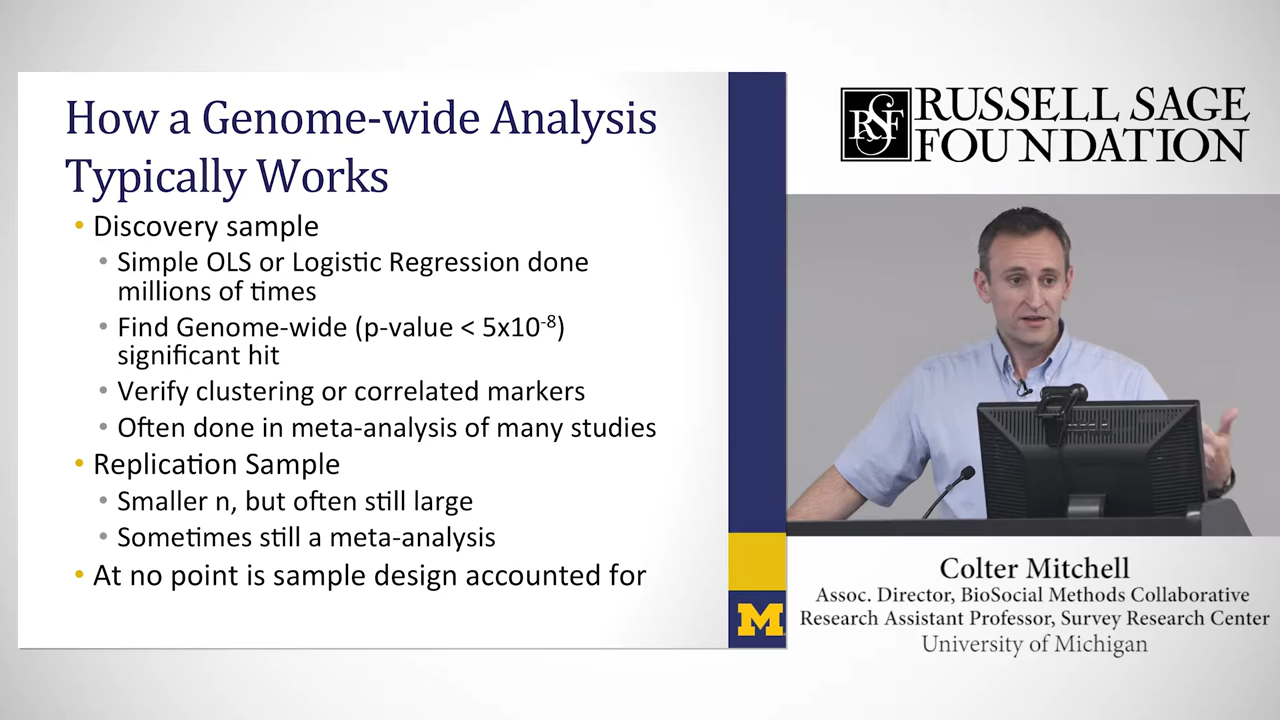 How a Genome-wide Analysis
Typically Works
• Discovery sample
• Simple OLS or Logistic Regression done
millions of times
• Find Genome-wide (p-value < 5x10⁻⁸)
significant hit
• Verify clustering or correlated markers
• Often done in meta-analysis of many studies
• Replication Sample
• Smaller n, but often still large
• Sometimes still a meta-analysis
• At no point is sample design accounted for
M
RSF
RUSSELL SAGE
FOUNDATION
Colter Mitchell
Assoc. Director, BioSocial Methods Collaborative
Research Assistant Professor, Survey Research Center
University of Michigan